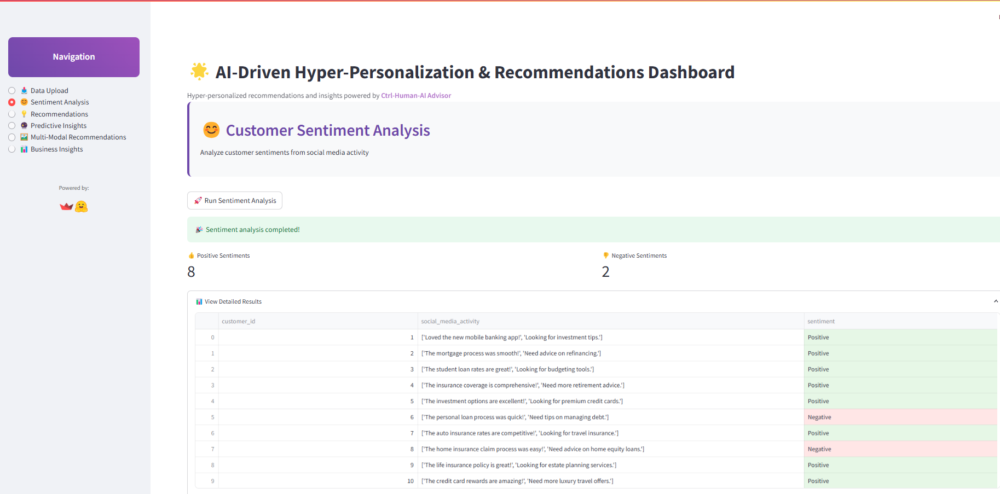 Navigation
Data Upload
Sentiment Analysis
Recommendations
Predictive Insights
Multi-Modal Recommendations
Business Insights
Powered by:
AI-Driven Hyper-Personalization & Recommendations Dashboard
Hyper-personalized recommendations and insights powered by Ctrl-Human-AI Advisor
Customer Sentiment Analysis
Analyze customer sentiments from social media activity
Run Sentiment Analysis
Sentiment analysis completed!
Positive Sentiments Negative Sentiments
8 2
View Detailed Results
customer_id social_media_activity sentiment
0 1 ['Loved the new mobile banking app!', 'Looking for investment tips.'] Positive
1 2 ['The mortgage process was smooth!', 'Need advice on refinancing.'] Positive
2 3 ['The student loan rates are great!', 'Looking for budgeting tools.'] Positive
3 4 ['The insurance coverage is comprehensive!', 'Need more retirement advice.'] Positive
4 5 ['The investment options are excellent!', 'Looking for premium credit cards.'] Positive
5 6 ['The personal loan process was quick!', 'Need tips on managing debt.'] Negative
6 7 ['The auto insurance rates are competitive!', 'Looking for travel insurance.'] Positive
7 8 ['The home insurance claim process was easy!', 'Need advice on home equity loans.'] Negative
8 9 ['The life insurance policy is great!', 'Looking for estate planning services.'] Positive
9 10 ['The credit card rewards are amazing!', 'Need more luxury travel offers.'] Positive